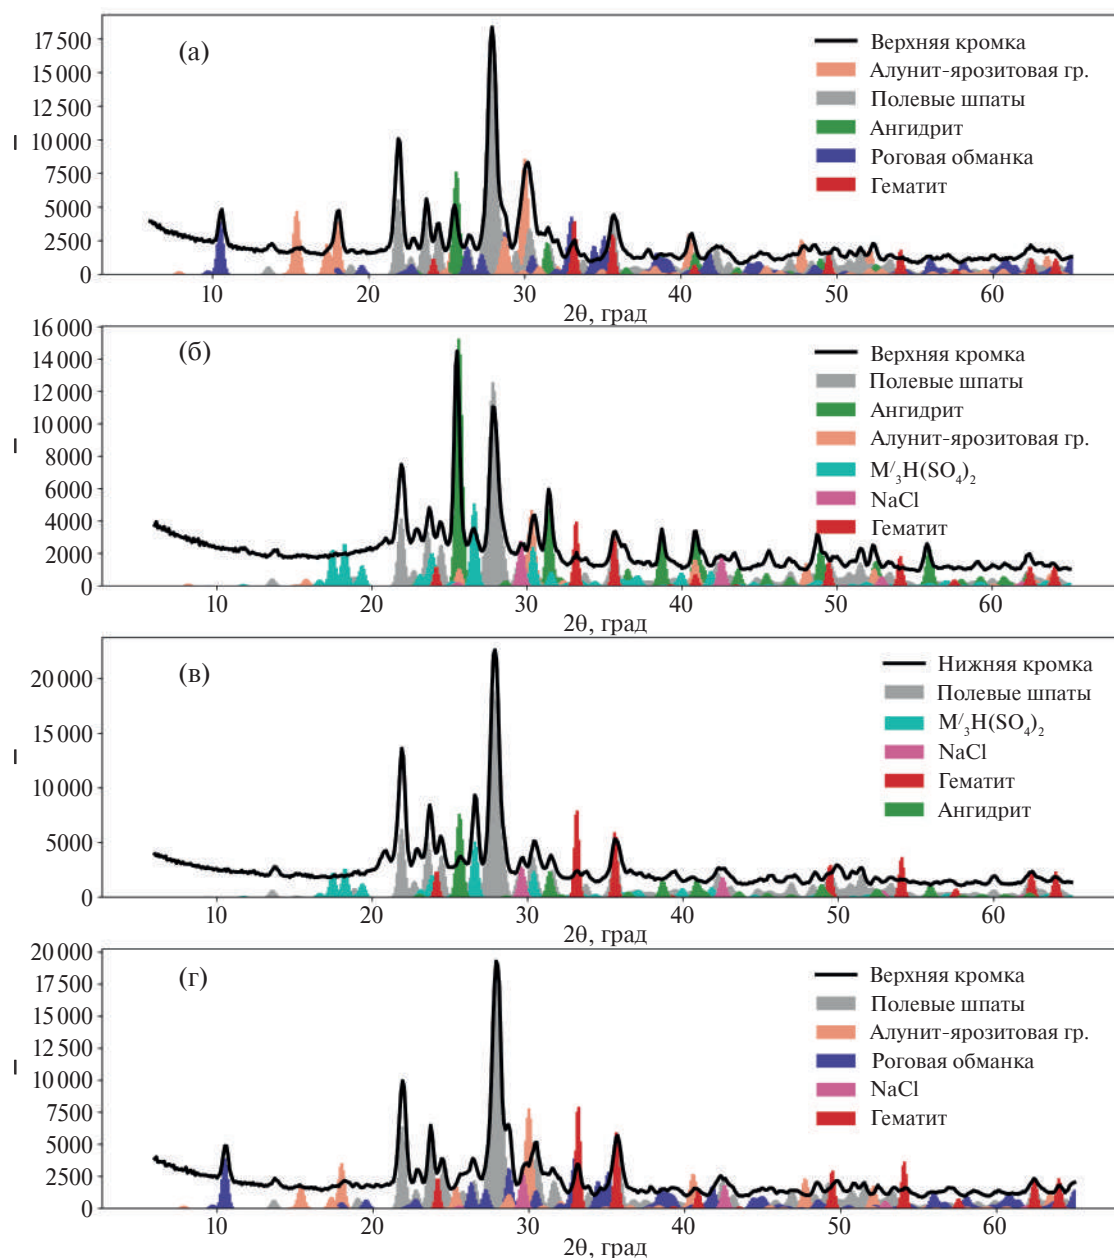 (а)
17 500
15 000
12 500
10 000
7500
5000
2500
0
I
10 20 30 40 50 60
2θ, град
Верхняя кромка
Алунит-ярозитовая гр.
Полевые шпаты
Ангидрит
Роговая обманка
Гематит
(б)
16 000
14 000
12 000
10 000
8000
6000
4000
2000
0
I
10 20 30 40 50 60
2θ, град
Верхняя кромка
Полевые шпаты
Ангидрит
Алунит-ярозитовая гр.
M/3H(SO4)2
NaCl
Гематит
(в)
20 000
15 000
10 000
5000
0
I
10 20 30 40 50 60
2θ, град
Нижняя кромка
Полевые шпаты
M/3H(SO4)2
NaCl
Гематит
Ангидрит
(г)
20 000
17 500
15 000
12 500
10 000
7500
5000
2500
0
I
10 20 30 40 50 60
2θ, град
Верхняя кромка
Полевые шпаты
Алунит-ярозитовая гр.
Роговая обманка
NaCl
Гематит